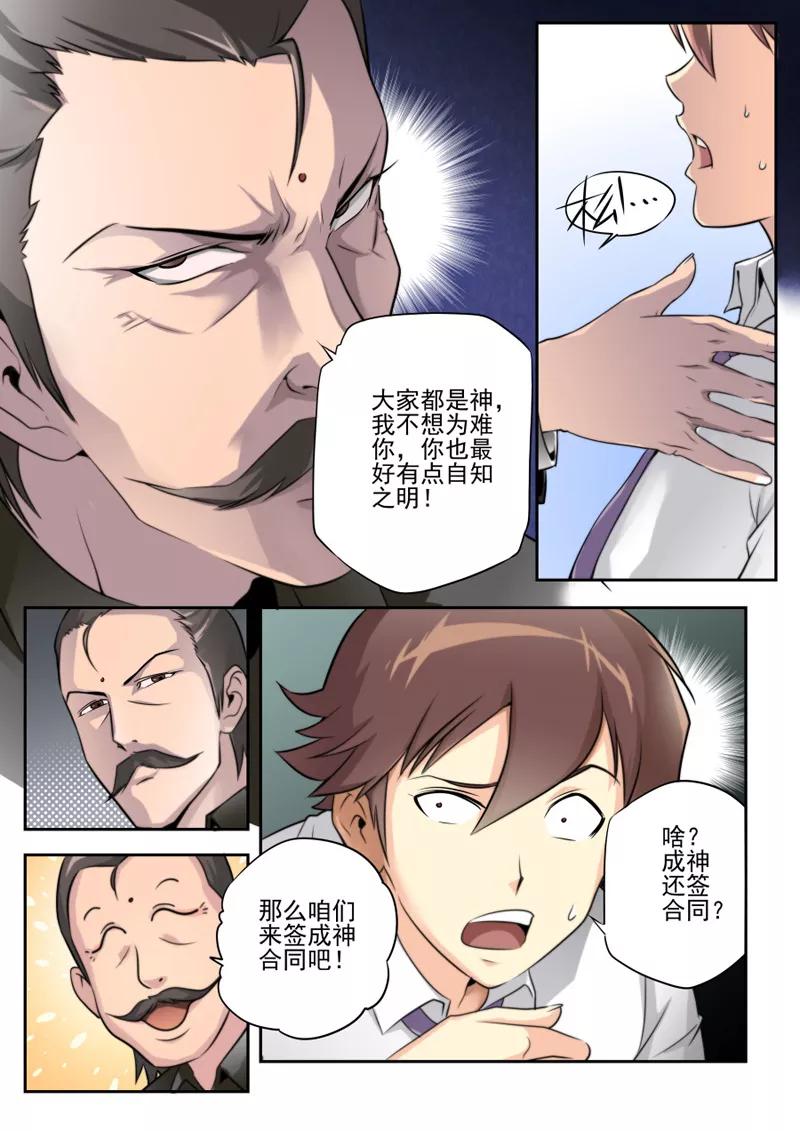 大家都是神，
我不想为难
你，你也最
好有点自知
之明！
那么咱们
来签成神
合同吧！
啥？
成神
还签
合同？